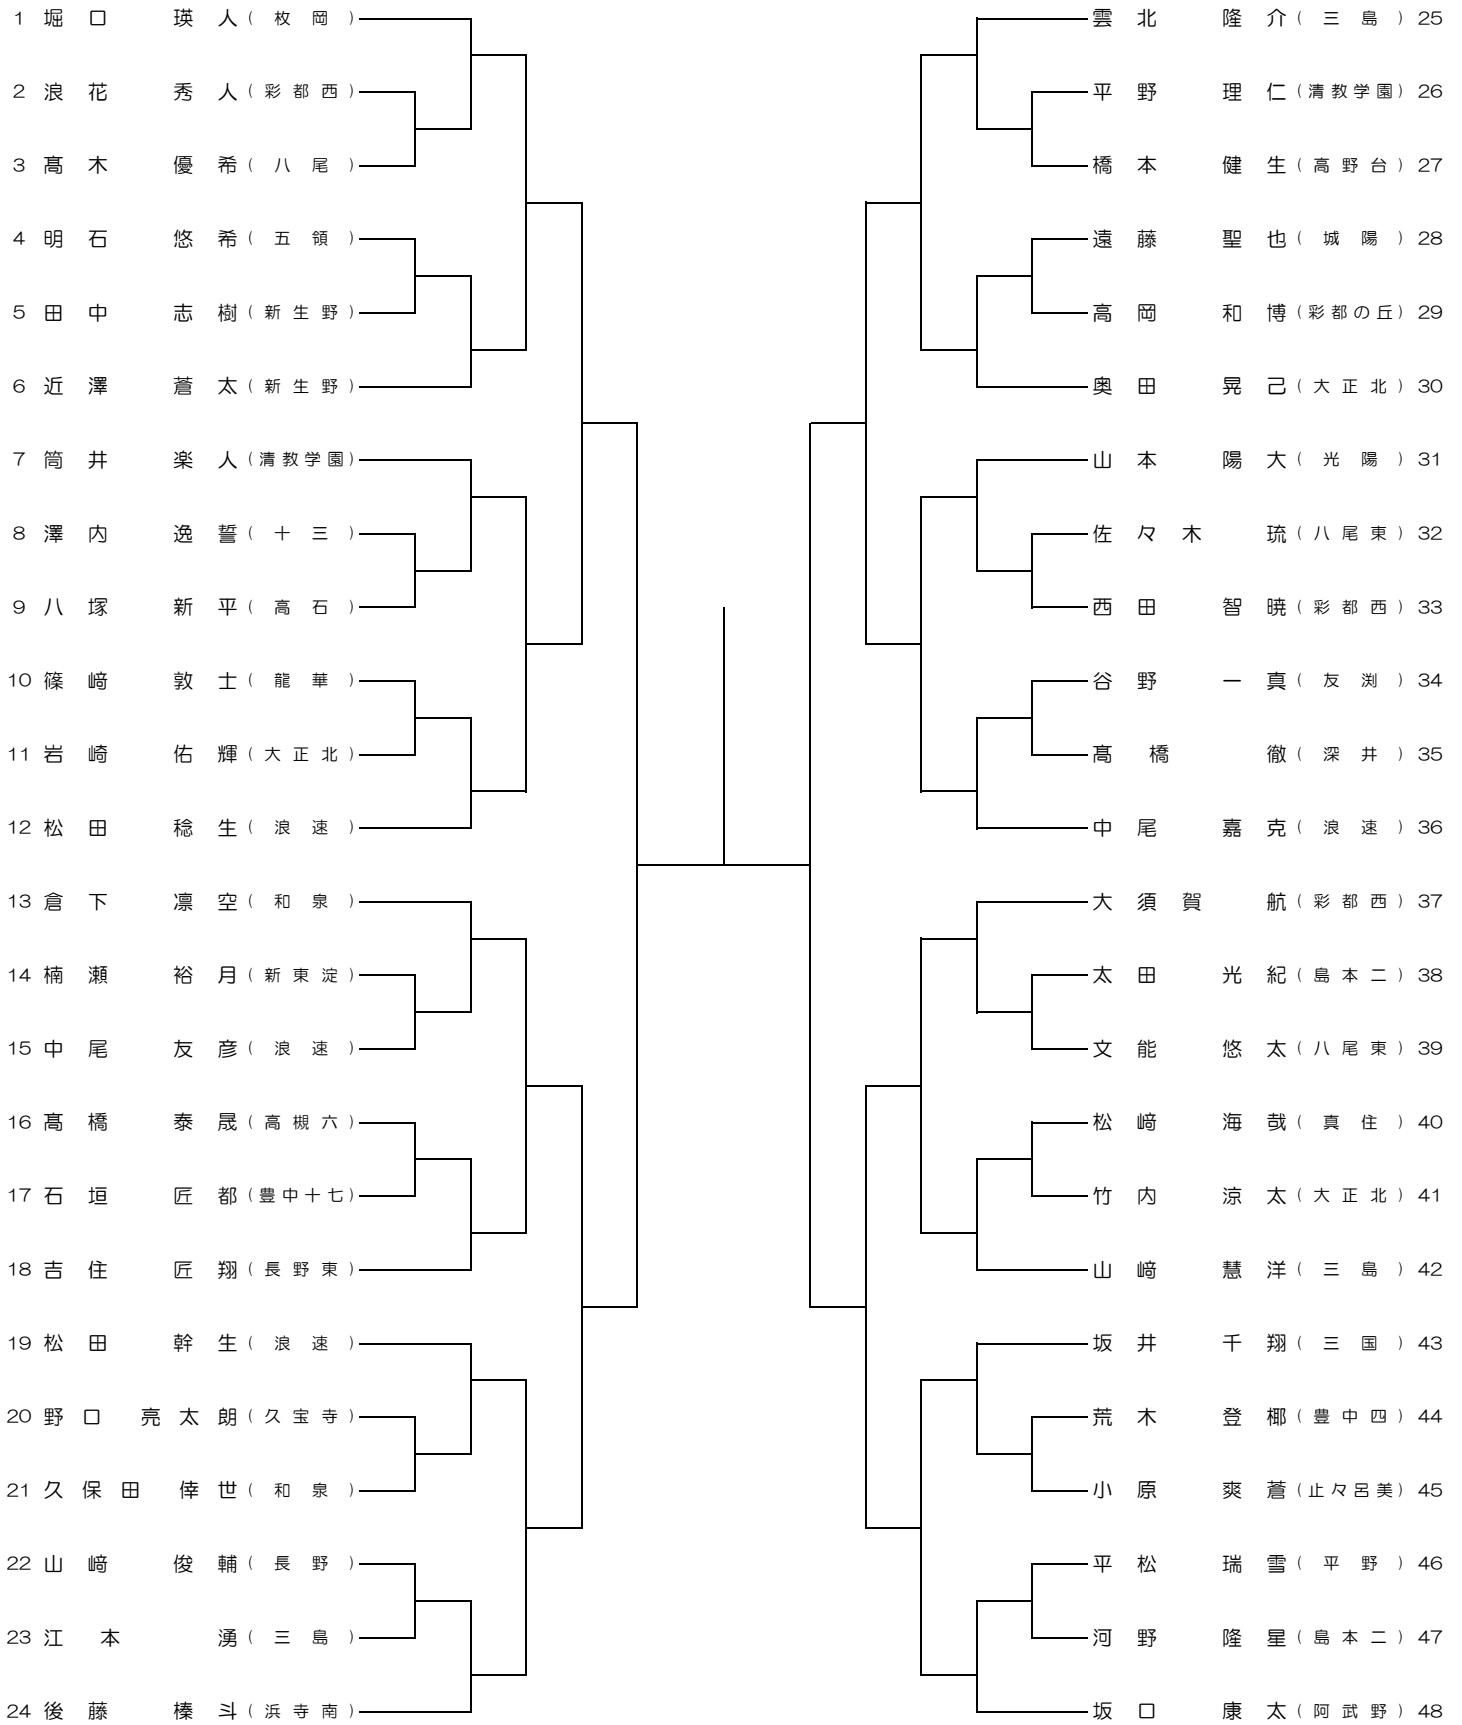 1 堀口 瑛人 (枚岡)
2 浪花 秀人 (彩都西)
3 髙木 優希 (八尾)
4 明石 悠希 (五領)
5 田中 志樹 (新生野)
6 近澤 蒼太 (新生野)
7 筒井 楽人 (清教学園)
8 澤内 逸誓 (十三)
9 八塚 新平 (高石)
10 篠﨑 敦士 (龍華)
11 岩崎 佑輝 (大正北)
12 松田 稔生 (浪速)
13 倉下 凛空 (和泉)
14 楠瀬 裕月 (新東淀)
15 中尾 友彦 (浪速)
16 髙橋 泰晟 (高槻六)
17 石垣 匠都 (豊中十七)
18 吉住 匠翔 (長野東)
19 松田 幹生 (浪速)
20 野口 亮太朗 (久宝寺)
21 久保田 倖世 (和泉)
22 山﨑 俊輔 (長野)
23 江本 湧 (三島)
24 後藤 榛斗 (浜寺南)
雲北 隆介 (三島) 25
平野 理仁 (清教学園) 26
橋本 健生 (高野台) 27
遠藤 聖也 (城陽) 28
高岡 和博 (彩都の丘) 29
奥田 晃己 (大正北) 30
山本 陽大 (光陽) 31
佐々木 琉 (八尾東) 32
西田 智暁 (彩都西) 33
谷野 一真 (友渕) 34
髙橋 徹 (深井) 35
中尾 嘉克 (浪速) 36
大須賀 航 (彩都西) 37
太田 光紀 (島本二) 38
文能 悠太 (八尾東) 39
松﨑 海哉 (真住) 40
竹内 涼太 (大正北) 41
山﨑 慧洋 (三島) 42
坂井 千翔 (三国) 43
荒木 登椰 (豊中四) 44
小原 爽蒼 (止々呂美) 45
平松 瑞雪 (平野) 46
河野 隆星 (島本二) 47
坂口 康太 (阿武野) 48